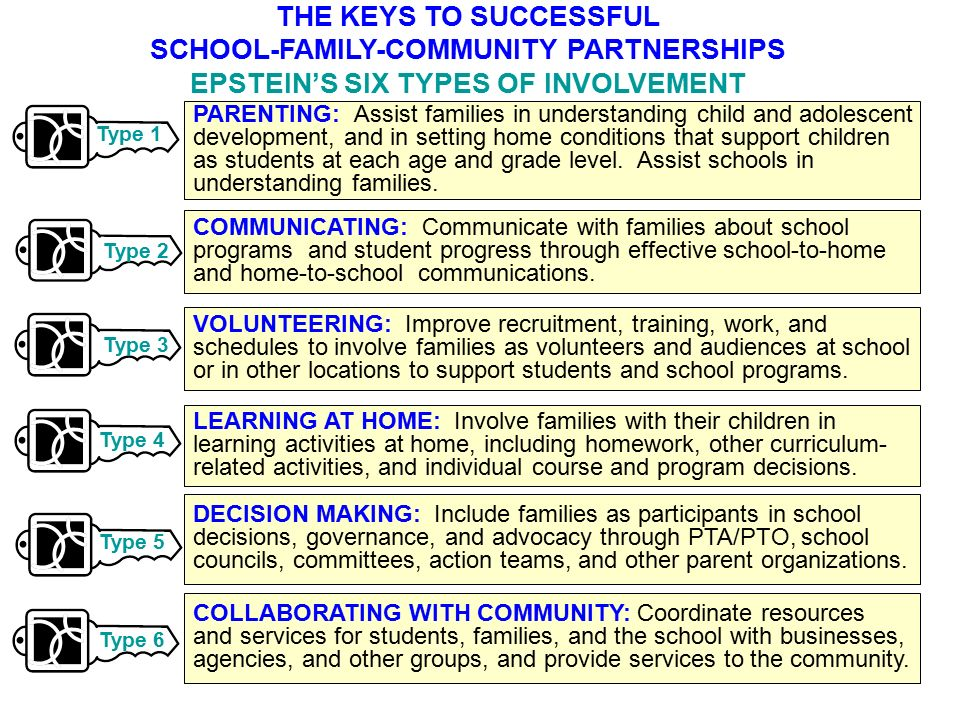 THE KEYS TO SUCCESSFUL
SCHOOL-FAMILY-COMMUNITY PARTNERSHIPS
EPSTEIN'S SIX TYPES OF INVOLVEMENT
Type 1
PARENTING: Assist families in understanding child and adolescent
development, and in setting home conditions that support children
as students at each age and grade level. Assist schools in
understanding families.
Type 2
COMMUNICATING: Communicate with families about school
programs and student progress through effective school-to-home
and home-to-school communications.
Type 3
VOLUNTEERING: Improve recruitment, training, work, and
schedules to involve families as volunteers and audiences at school
or in other locations to support students and school programs.
Type 4
LEARNING AT HOME: Involve families with their children in
learning activities at home, including homework, other curriculum-
related activities, and individual course and program decisions.
Type 5
DECISION MAKING: Include families as participants in school
decisions, governance, and advocacy through PTA/PTO, school
councils, committees, action teams, and other parent organizations.
Type 6
COLLABORATING WITH COMMUNITY: Coordinate resources
and services for students, families, and the school with businesses,
agencies, and other groups, and provide services to the community.